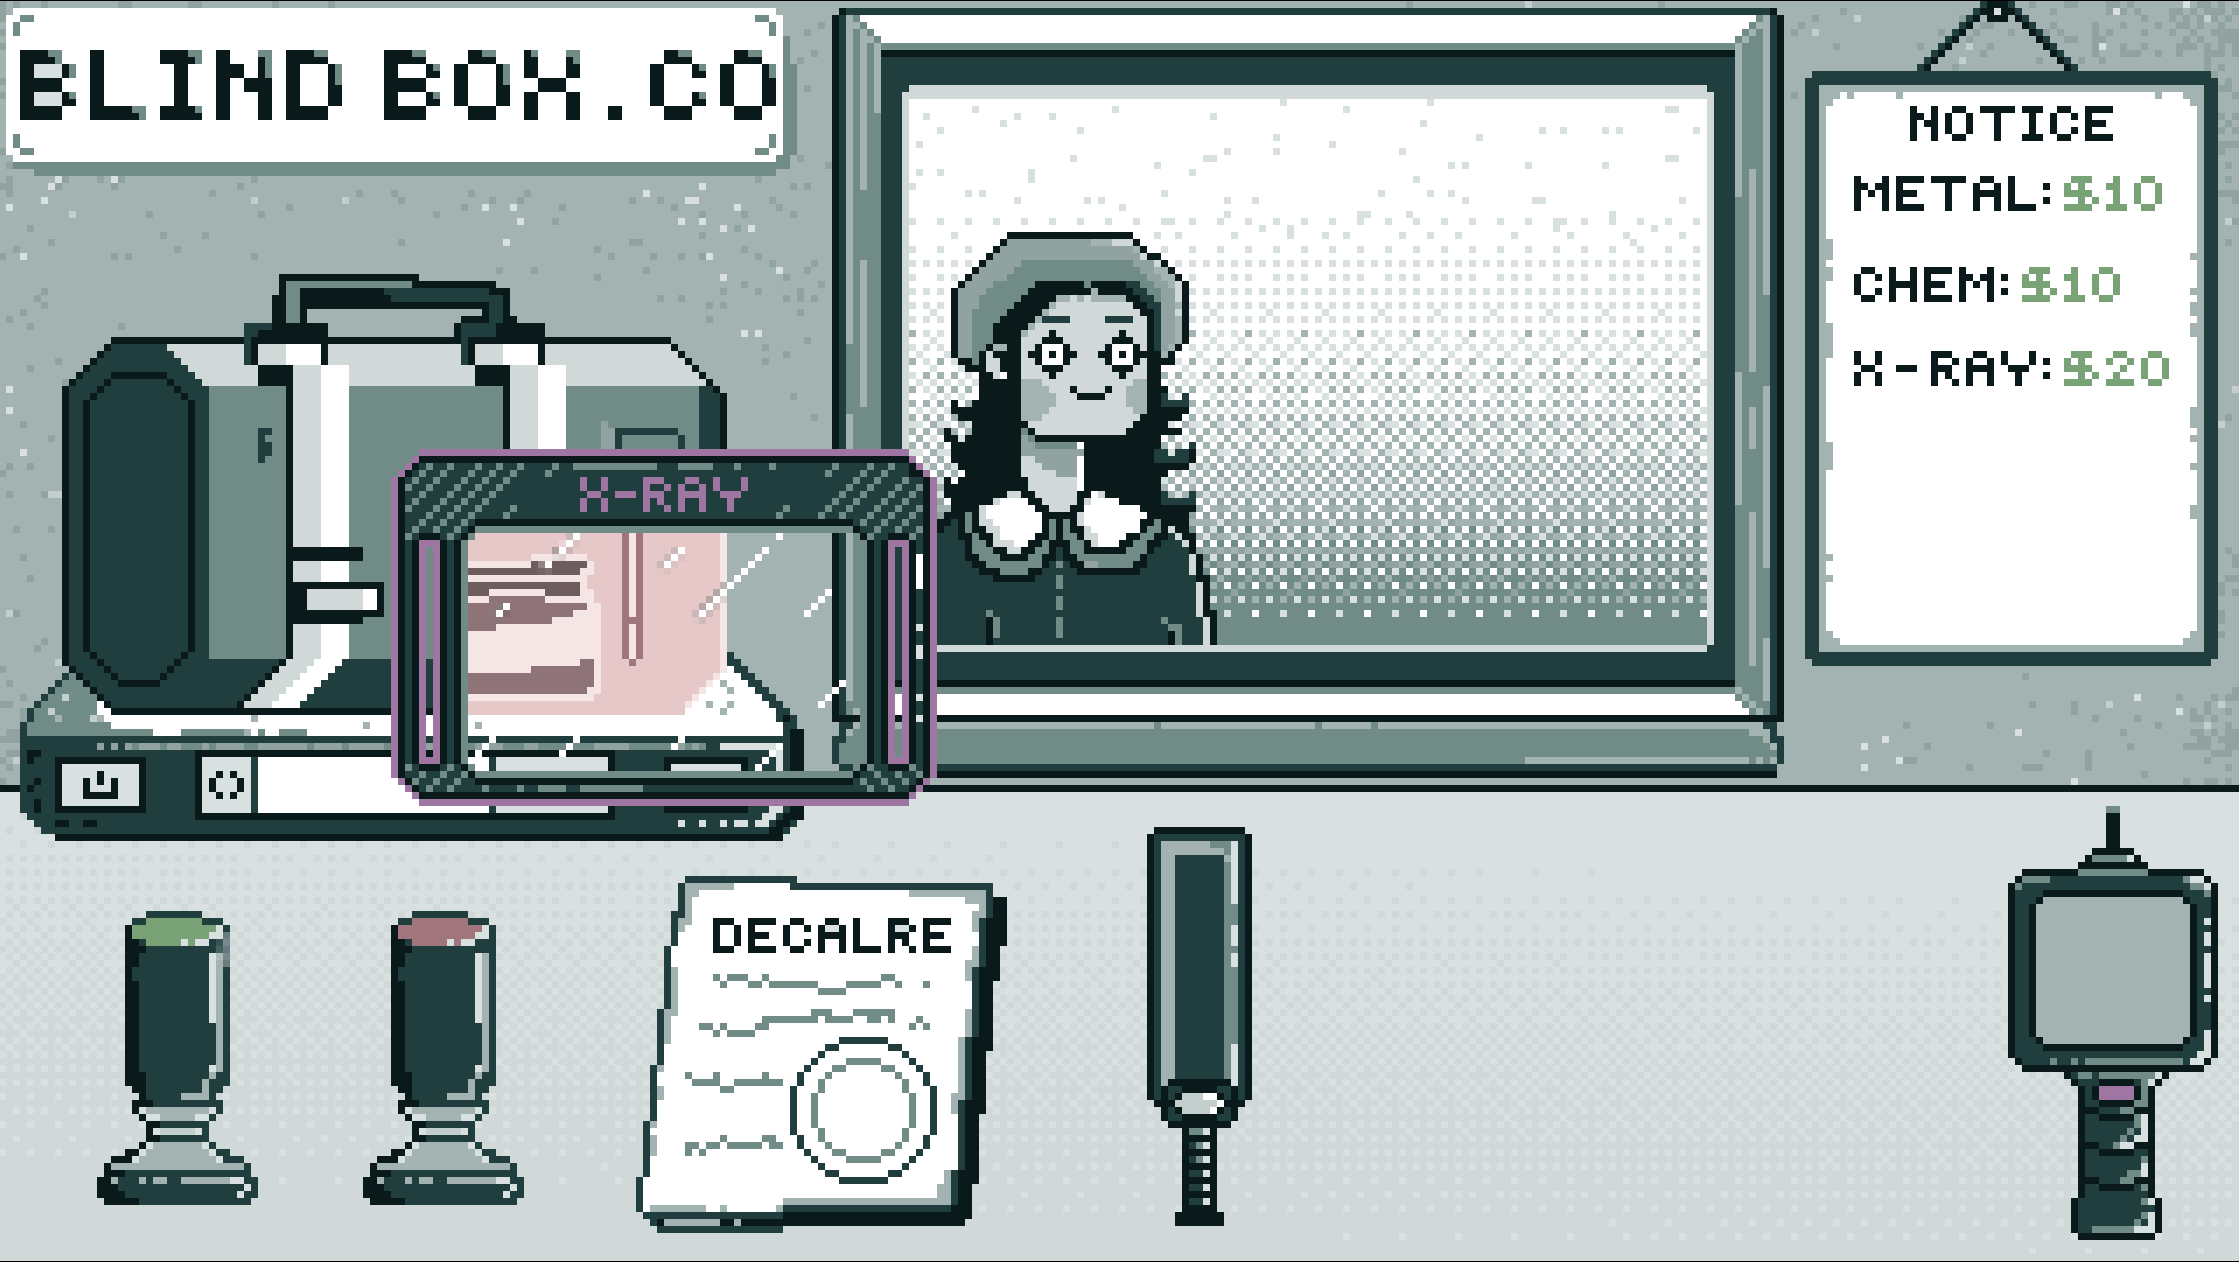 BLIND BOX.CO
NOTICE
METAL:$10
CHEM:$10
X-RAY:$20
X-RAY
DECALRE